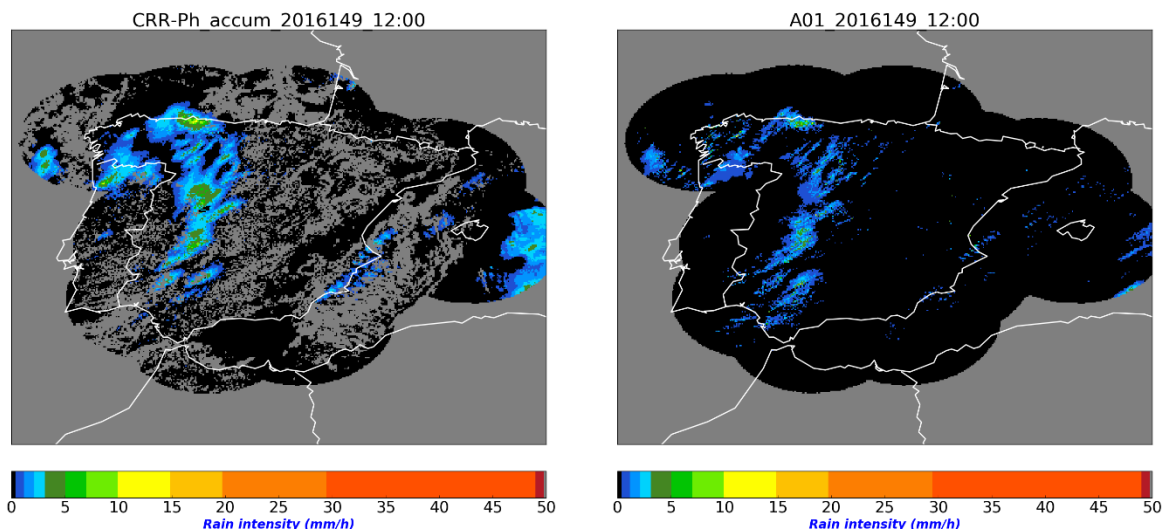 CRR-Ph_accum_2016149_12:00
A01_2016149_12:00
0 5 10 15 20 25 30 35 40 45 50
Rain intensity (mm/h)
0 5 10 15 20 25 30 35 40 45 50
Rain intensity (mm/h)